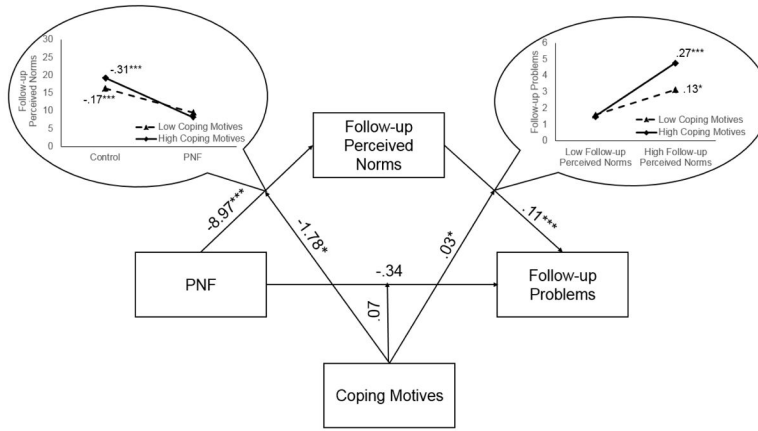 30
25
20
15
10
5
0
Follow-up
Perceived Norms
-.31***
-.17***
Low Coping Motives
High Coping Motives
Control
PNF
6
5
4
3
2
1
0
Follow-up Problems
.27***
.13*
Low Coping Motives
High Coping Motives
Low Follow-up
Perceived Norms
High Follow-up
Perceived Norms
Follow-up
Perceived
Norms
-8.97***
-1.78*
.03*
.11***
PNF
-.34
Follow-up
Problems
.07
Coping Motives